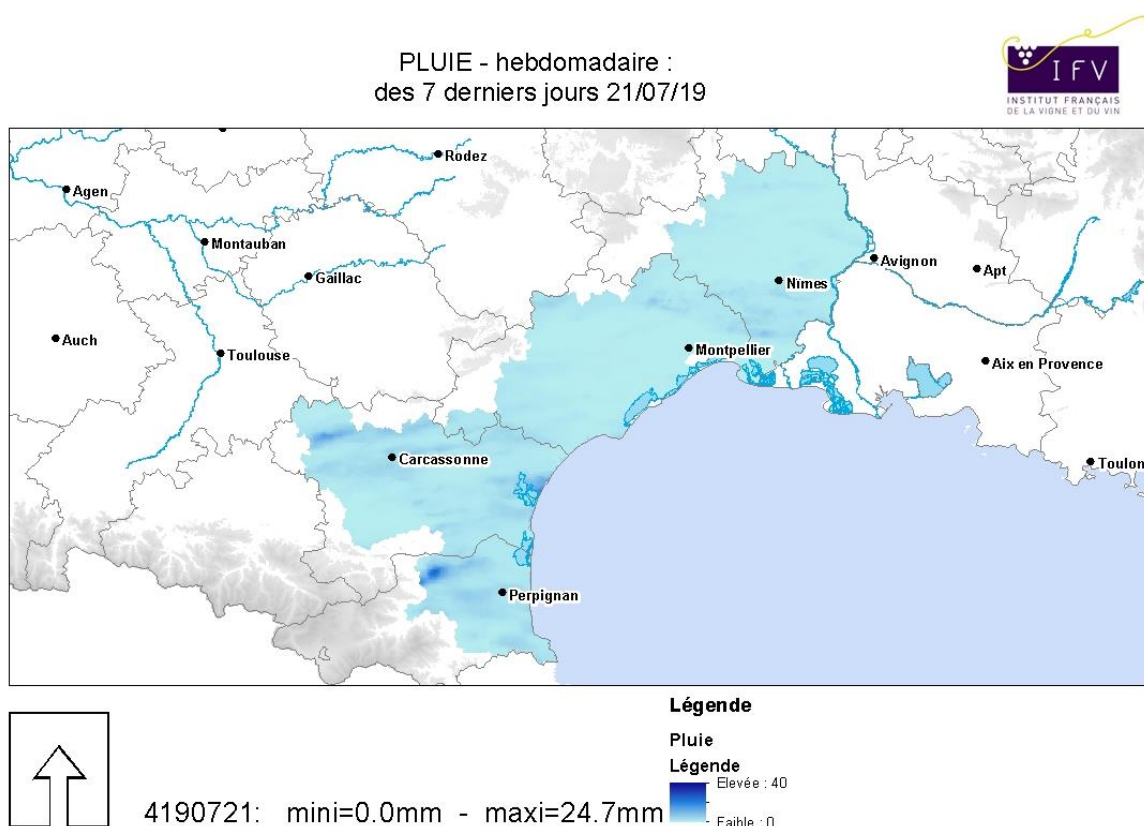 PLUIE - hebdomadaire :
des 7 derniers jours 21/07/19
IFV
INSTITUT FRANÇAIS
DE LA VIGNE ET DU VIN
Rodez
Agen
Montauban
Avignon
Apt
Gaillac
Nîmes
Auch
Toulouse
Montpellier
Aix en Provence
Carcassonne
Toulon
Perpignan
Légende
Pluie
Légende
Elevée : 40
Faible : 0
4190721: mini=0.0mm - maxi=24.7mm